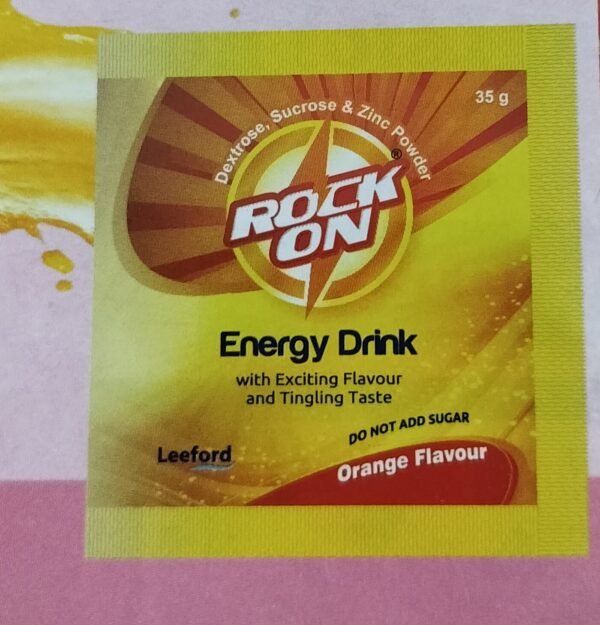 35 g
Dextrose, Sucrose & Zinc Powder
ROCK ®
ON
Energy Drink
with Exciting Flavour
and Tingling Taste
DO NOT ADD SUGAR
Leeford
Orange Flavour